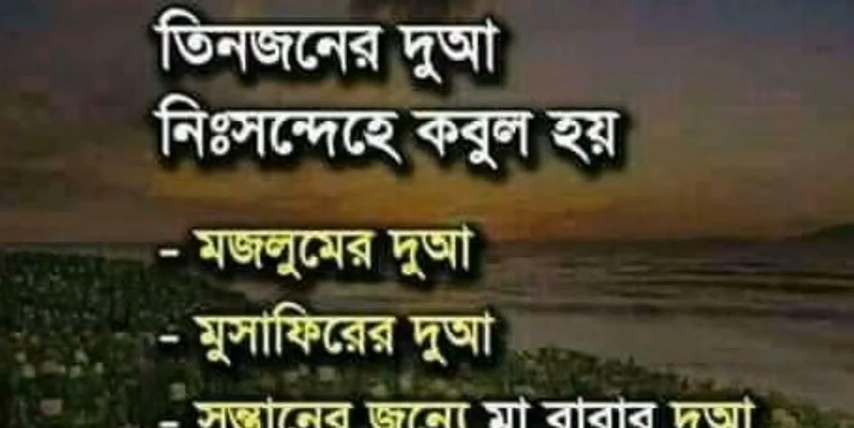 তিনজনের দুআ
নিঃসন্দেহে কবুল হয়
- মজলুমের দুআ
- মুসাফিরের দুআ
- সন্তানের জন্যে মা বাবার দুআ